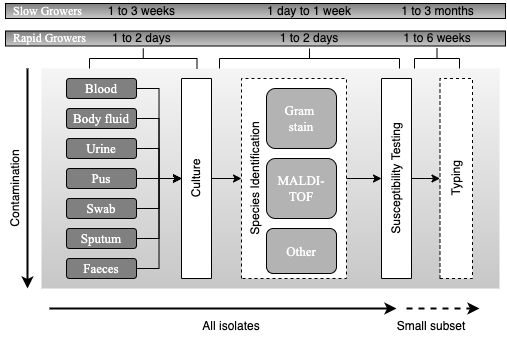 Slow Growers 1 to 3 weeks 1 day to 1 week 1 to 3 months
Rapid Growers 1 to 2 days 1 to 2 days 1 to 6 weeks
Contamination
Blood
Body fluid
Urine
Pus
Swab
Sputum
Faeces
Culture
Species Identification
Gram
stain
MALDI-
TOF
Other
Susceptibility Testing
Typing
All isolates
Small subset